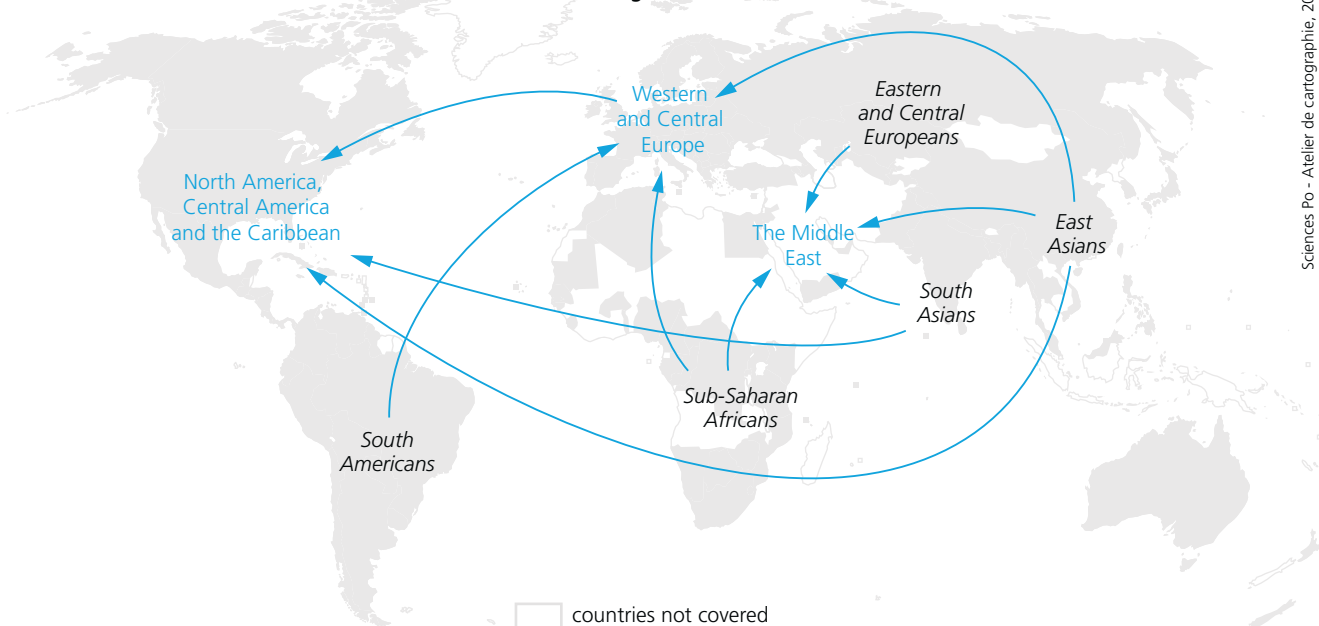 Western
and Central
Europe
Eastern
and Central
Europeans
North America,
Central America
and the Caribbean
The Middle
East
East
Asians
South
Asians
Sub-Saharan
Africans
South
Americans
countries not covered
Sciences Po - Atelier de cartographie,